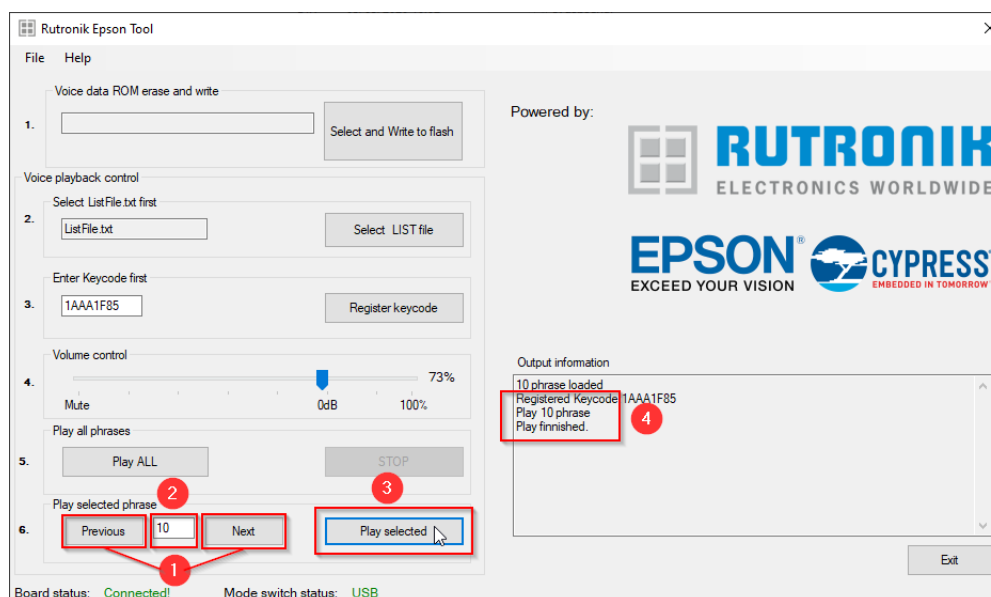 Rutronik Epson Tool
File Help
Voice data ROM erase and write
1.
Select and Write to flash
Voice playback control
Select ListFile.txt first
2.
ListFile.txt
Select LIST file
Enter Keycode first
3.
1AAA1F85
Register keycode
Volume control
4.
73%
Mute 0dB 100%
Play all phrases
5.
Play ALL
STOP
Play selected phrase
2
3
6.
Previous
10
Next
Play selected
1
Board status: Connected! Mode switch status: USB
Powered by:
RUTRONIK
ELECTRONICS WORLDWIDE
EPSON®
EXCEED YOUR VISION
CYPRESS
EMBEDDED IN TOMORROW
Output information
10 phrase loaded
Registered Keycode 1AAA1F85
Play 10 phrase
Play finnished.
4
Exit